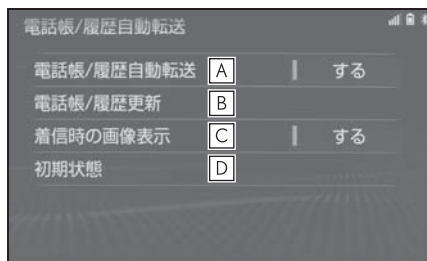 電話帳/履歴自動転送
電話帳/履歴自動転送 A する
電話帳/履歴更新 B
着信時の画像表示 C する
初期状態 D